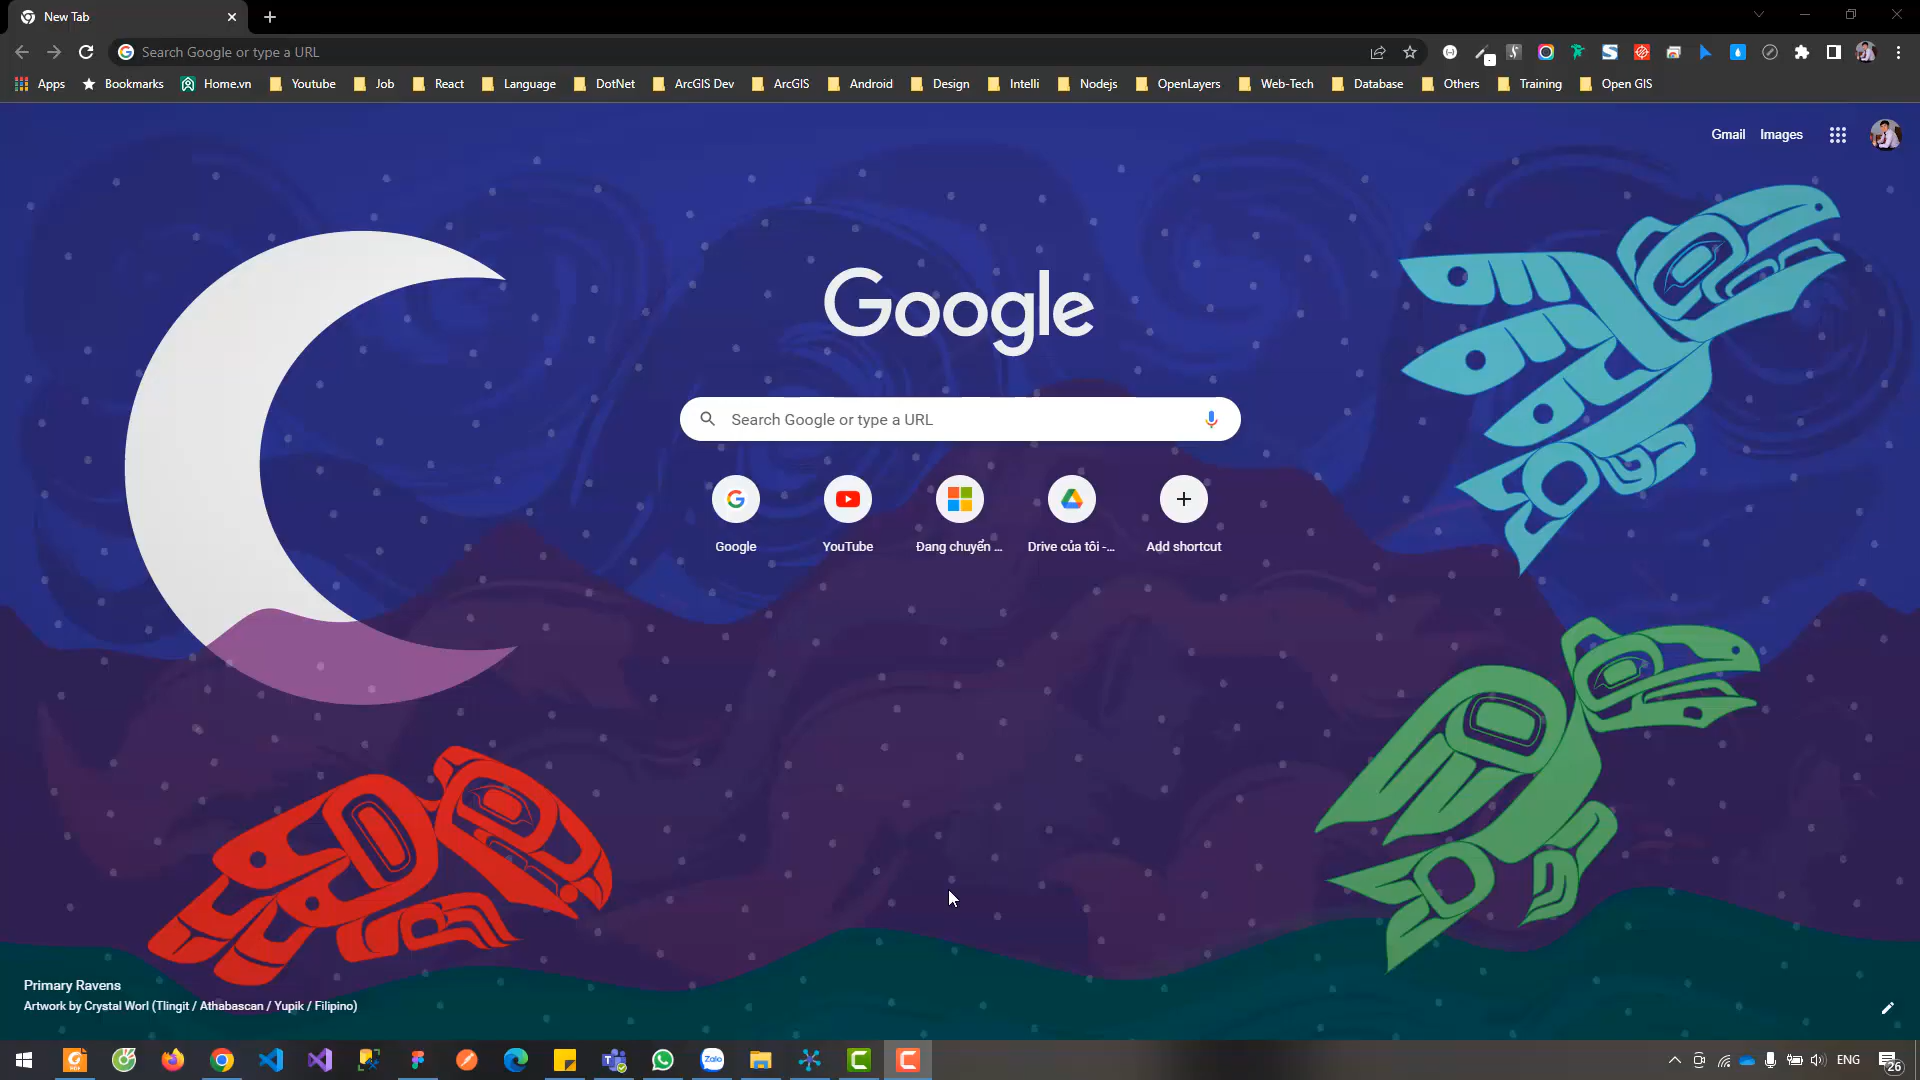 New Tab
Search Google or type a URL
Apps Bookmarks Home.vn Youtube Job React Language DotNet ArcGIS Dev ArcGIS Android Design Intelli Nodejs OpenLayers Web-Tech Database Others Training Open GIS
Gmail Images
Google
Search Google or type a URL
Google YouTube Đang chuyển ... Drive của tôi -... Add shortcut
Primary Ravens
Artwork by Crystal Worl (Tlingit / Athabascan / Yupik / Filipino)
Zalo ENG 26